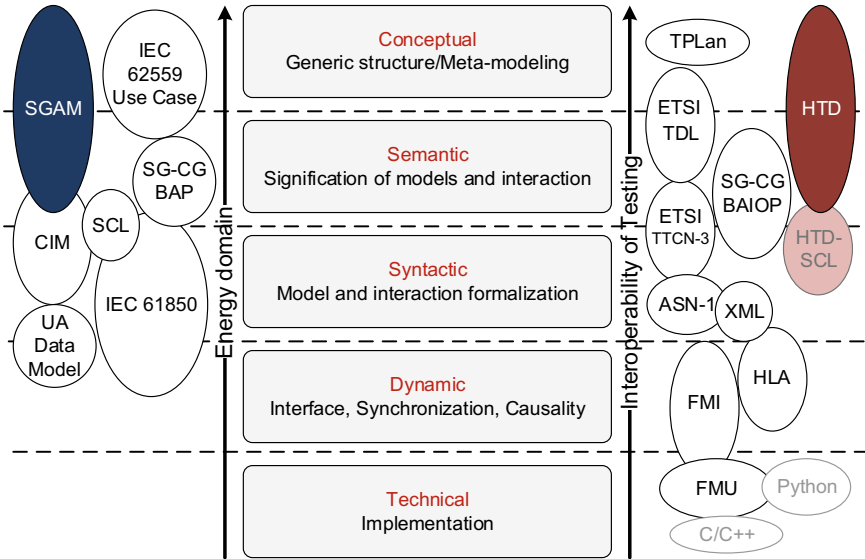 SGAM
IEC
62559
Use Case
SG-CG
BAP
SCL
CIM
IEC 61850
UA
Data
Model
Energy domain
Conceptual
Generic structure/Meta-modeling
Semantic
Signification of models and interaction
Syntactic
Model and interaction formalization
Dynamic
Interface, Synchronization, Causality
Technical
Implementation
Interoperability of Testing
TPLan
ETSI
TDL
HTD
SG-CG
BAIOP
ETSI
TTCN-3
HTD-
SCL
ASN-1
XML
HLA
FMI
FMU
Python
C/C++